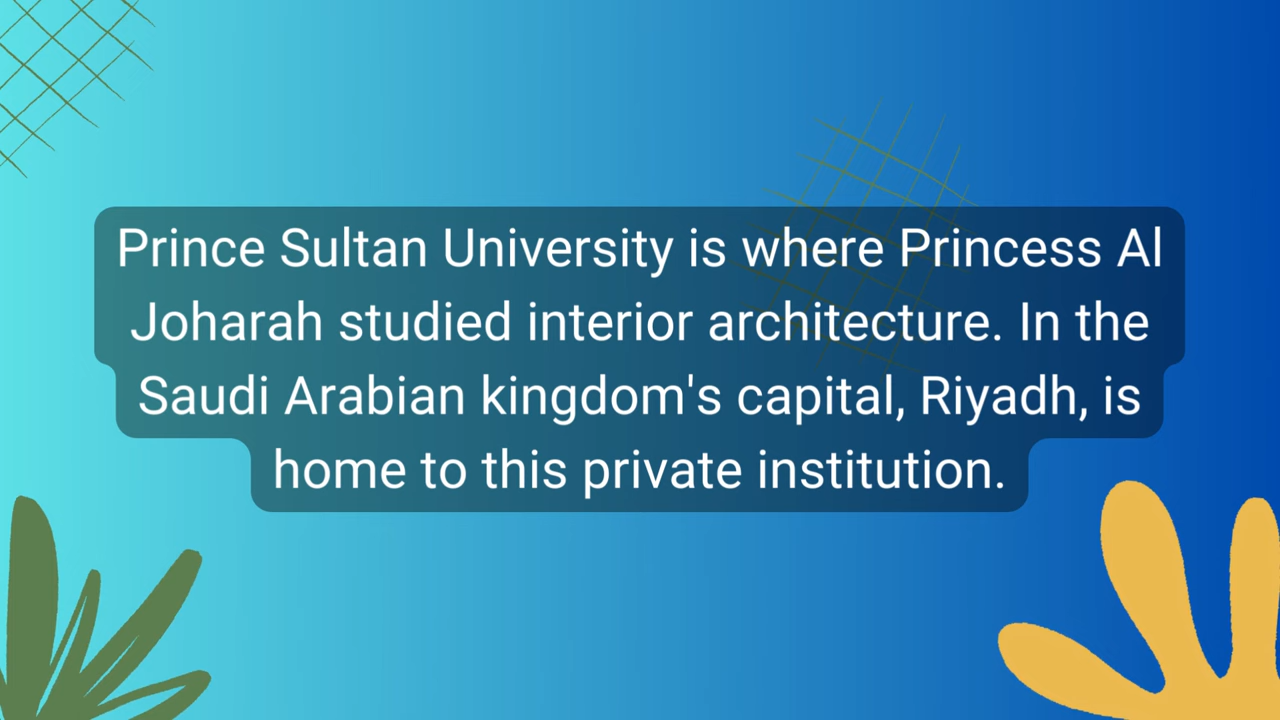 Prince Sultan University is where Princess Al
Joharah studied interior architecture. In the
Saudi Arabian kingdom's capital, Riyadh, is
home to this private institution.